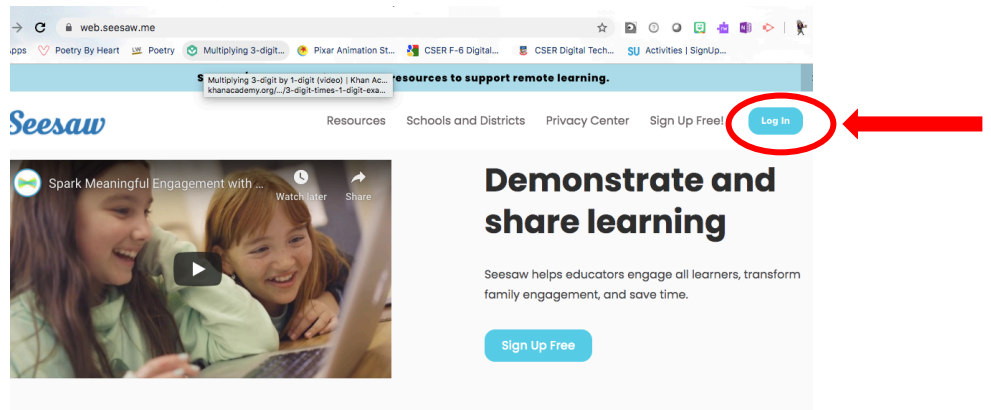 web.seesaw.me
Apps Poetry By Heart Poetry Multiplying 3-digit... Pixar Animation St... CSER F-6 Digital... CSER Digital Tech... SU Activities | SignUp...
S resources to support remote learning.
Multiplying 3-digit by 1-digit (video) | Khan Ac...
khanacademy.org/.../3-digit-times-1-digit-exa...
Seesaw Resources Schools and Districts Privacy Center Sign Up Free! Log In
Spark Meaningful Engagement with ...
Watch later Share
Demonstrate and
share learning
Seesaw helps educators engage all learners, transform
family engagement, and save time.
Sign Up Free